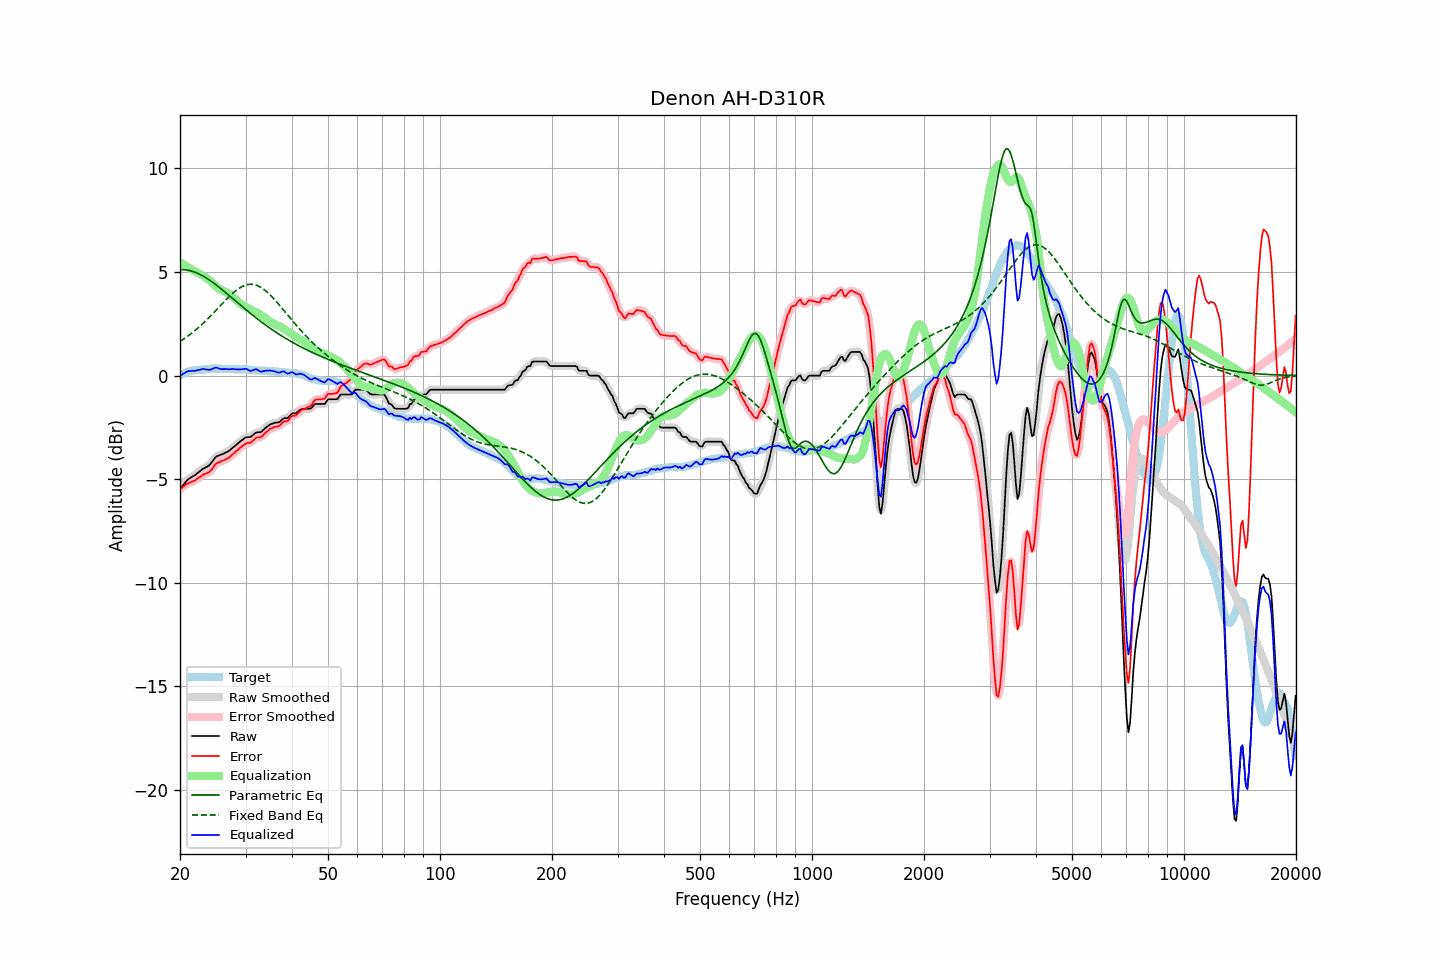 Denon AH-D310R
Amplitude (dBr)
10
5
0
−5
−10
−15
−20
Target
Raw Smoothed
Error Smoothed
Raw
Error
Equalization
Parametric Eq
Fixed Band Eq
Equalized
20 50 100 200 500 1000 2000 5000 10000 20000
Frequency (Hz)